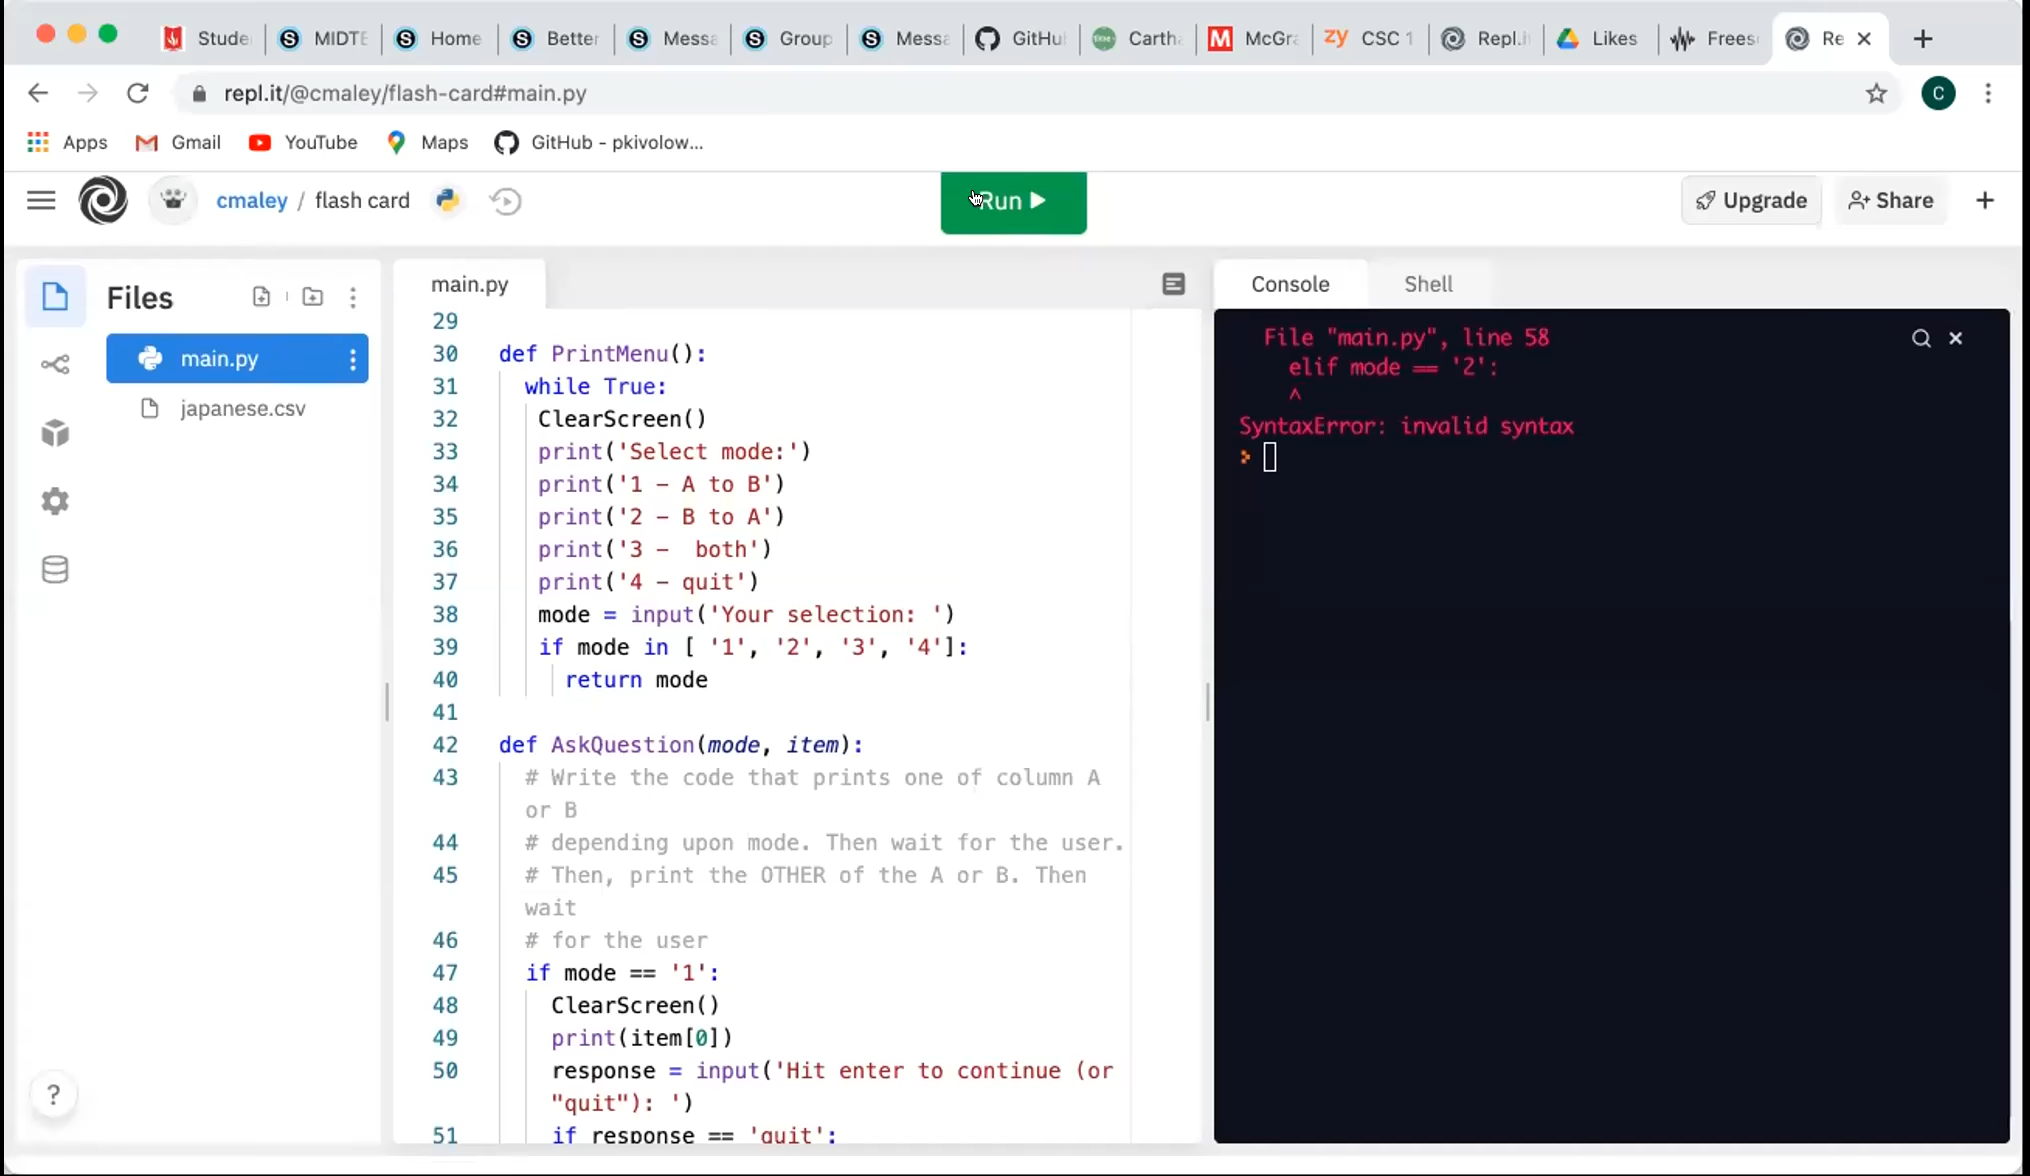 Stude MIDTE Home Better Messa Group Messa GitHu Carth McGra zy CSC 1 Repl.i Likes Frees Re
repl.it/@cmaley/flash-card#main.py C
Apps Gmail YouTube Maps GitHub - pkivolow...
cmaley / flash card Run Upgrade Share +
Files
main.py
japanese.csv
?
main.py
29
30 def PrintMenu():
31 while True:
32 ClearScreen()
33 print('Select mode:')
34 print('1 - A to B')
35 print('2 - B to A')
36 print('3 -  both')
37 print('4 - quit')
38 mode = input('Your selection: ')
39 if mode in [ '1', '2', '3', '4']:
40 return mode
41
42 def AskQuestion(mode, item):
43 # Write the code that prints one of column A
or B
44 # depending upon mode. Then wait for the user.
45 # Then, print the OTHER of the A or B. Then
wait
46 # for the user
47 if mode == '1':
48 ClearScreen()
49 print(item[0])
50 response = input('Hit enter to continue (or
"quit"): ')
51 if response == 'quit':
Console Shell
File "main.py", line 58
elif mode == '2':
^
SyntaxError: invalid syntax